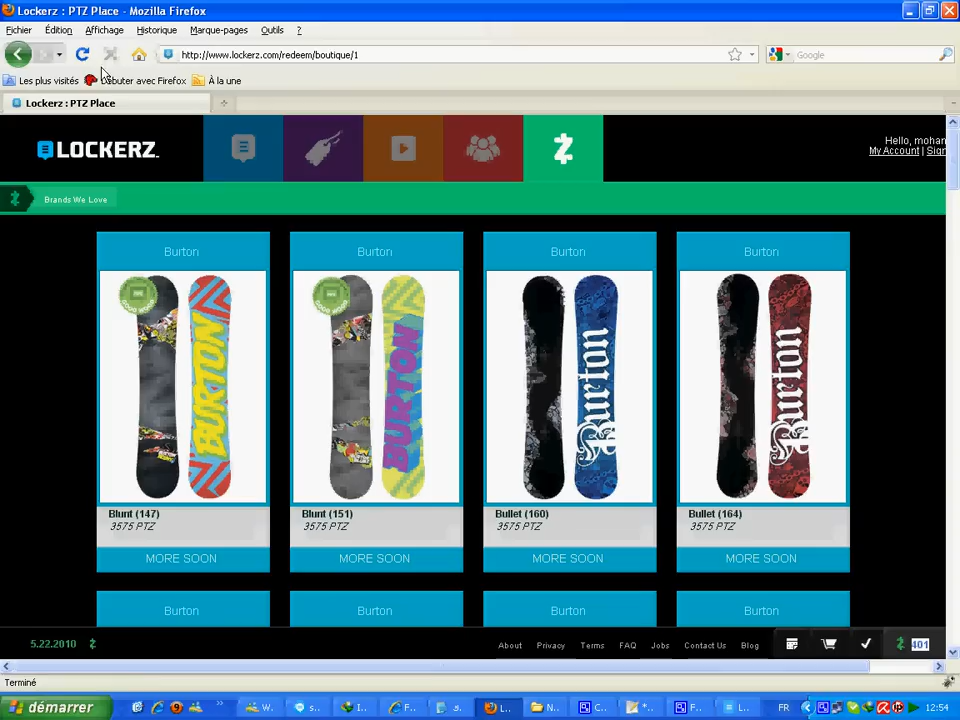 Lockerz : PTZ Place - Mozilla Firefox
Fichier Édition Affichage Historique Marque-pages Outils ?
http://www.lockerz.com/redeem/boutique/1
Google
Les plus visités Débuter avec Firefox À la une
Lockerz : PTZ Place
LOCKERZ
Hello, mohan
My Account | Sign
Brands We Love
Burton Burton Burton Burton
BURTON BURTON Burton Burton
Blunt (147) Blunt (151) Bullet (160) Bullet (164)
3575 PTZ 3575 PTZ 3575 PTZ 3575 PTZ
MORE SOON MORE SOON MORE SOON MORE SOON
Burton Burton Burton Burton
5.22.2010 About Privacy Terms FAQ Jobs Contact Us Blog 401
Terminé
démarrer W. s... I... F... L... N... C... *... F... L... FR 12:54